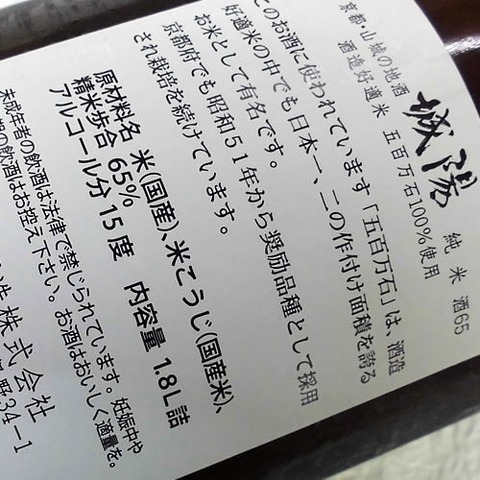 京都・山城の地酒
酒造好適米 五百万石100%使用
城陽 純米酒65
このお酒に使われています「五百万石」は、酒造
好適米の中でも日本一、二の作付け面積を誇る
お米として有名です。
京都府でも昭和51年から奨励品種として採用
され栽培を続けています。
原材料名 米(国産)、米こうじ(国産米)、
精米歩合 65%
アルコール分 15度 内容量 1.8L詰
未成年者の飲酒は法律で禁じられています。妊娠中や
期の飲酒はお控え下さい。お酒はおいしく適量を。
造株式会社
野34-1